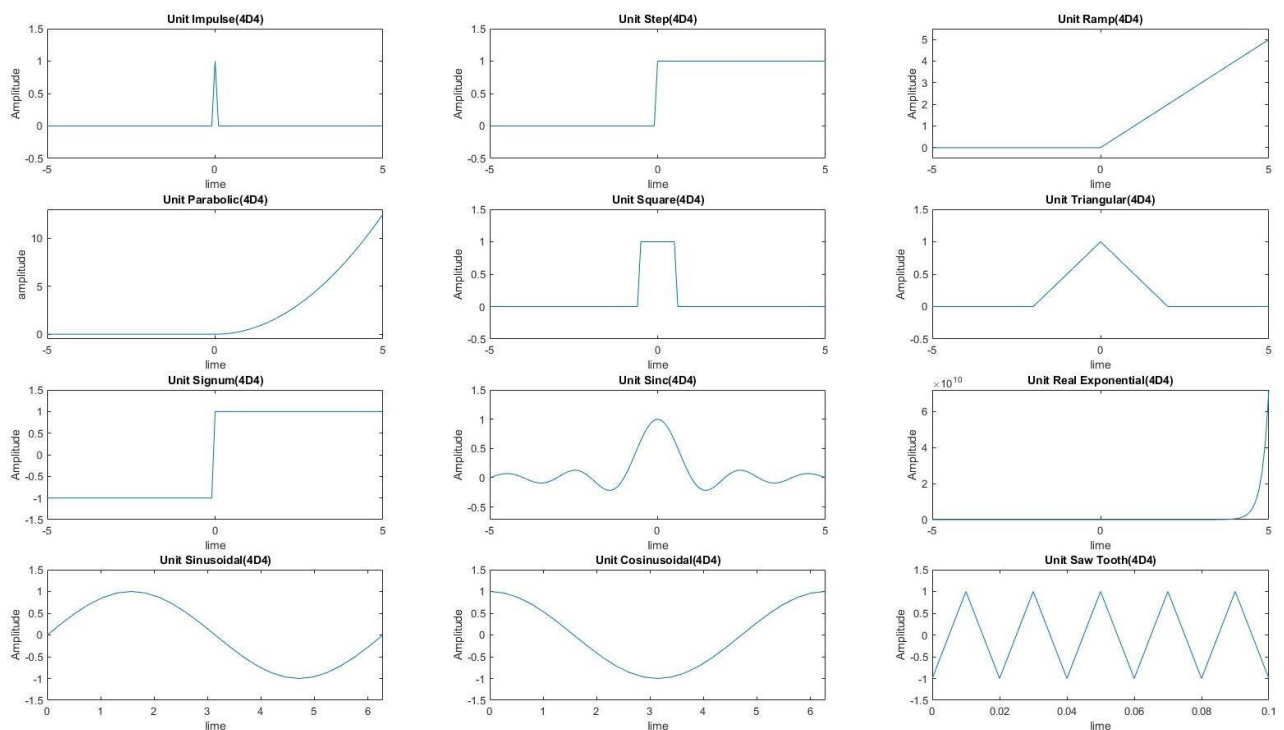 Unit Impulse(4D4)
1.5
1
0.5
0
-0.5
Amplitude
-5 0 5
lime
Unit Step(4D4)
1.5
1
0.5
0
-0.5
Amplitude
-5 0 5
lime
Unit Ramp(4D4)
5
4
3
2
1
0
Amplitude
-5 0 5
lime
Unit Parabolic(4D4)
10
5
0
amplitude
-5 0 5
lime
Unit Square(4D4)
1.5
1
0.5
0
-0.5
Amplitude
-5 0 5
lime
Unit Triangular(4D4)
1.5
1
0.5
0
-0.5
Amplitude
-5 0 5
lime
Unit Signum(4D4)
1.5
1
0.5
0
-0.5
-1
-1.5
Amplitude
-5 0 5
lime
Unit Sinc(4D4)
1.5
1
0.5
0
-0.5
Amplitude
-5 0 5
lime
Unit Real Exponential(4D4)
×10^10
6
4
2
0
Amplitude
-5 0 5
lime
Unit Sinusoidal(4D4)
1.5
1
0.5
0
-0.5
-1
-1.5
Amplitude
0 1 2 3 4 5 6
lime
Unit Cosinusoidal(4D4)
1.5
1
0.5
0
-0.5
-1
-1.5
Amplitude
0 1 2 3 4 5 6
lime
Unit Saw Tooth(4D4)
1.5
1
0.5
0
-0.5
-1
-1.5
Amplitude
0 0.02 0.04 0.06 0.08 0.1
lime